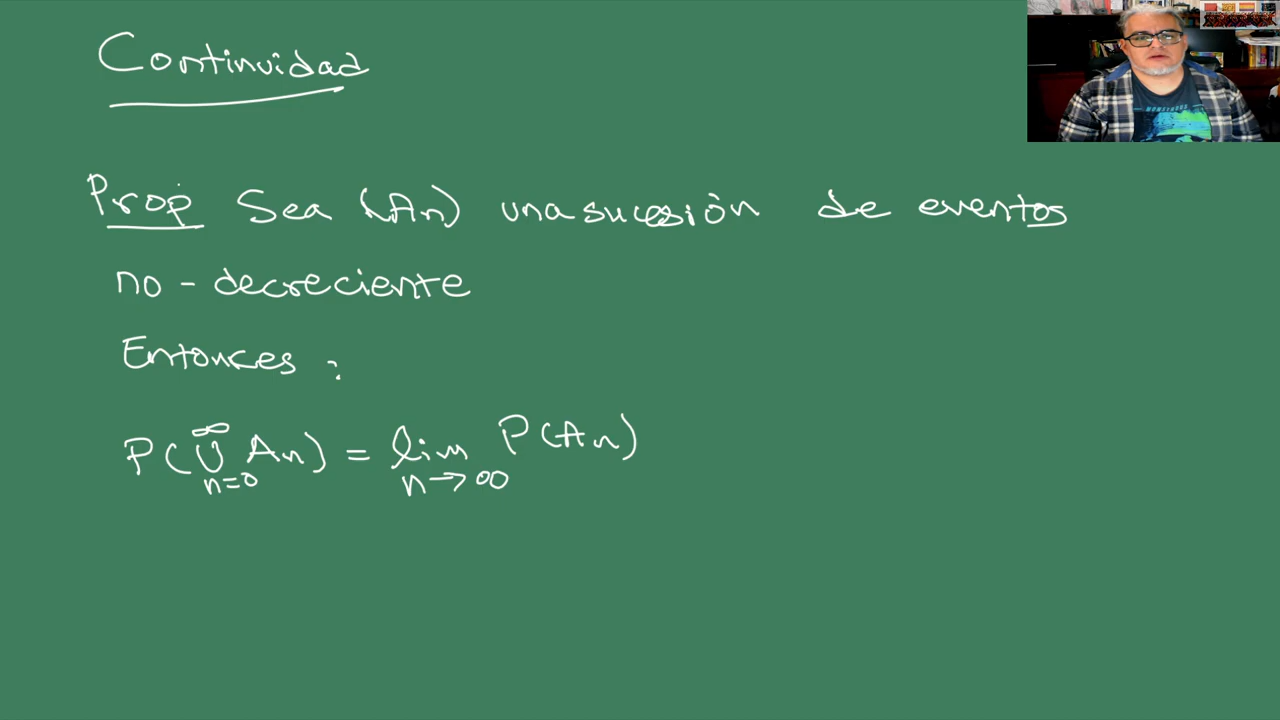 Continuidad
Prop Sea (An) una sucesión de eventos
no - decreciente
Entonces :
P(∪_{n=0}^{∞} An) = lim_{n→∞} P(An)